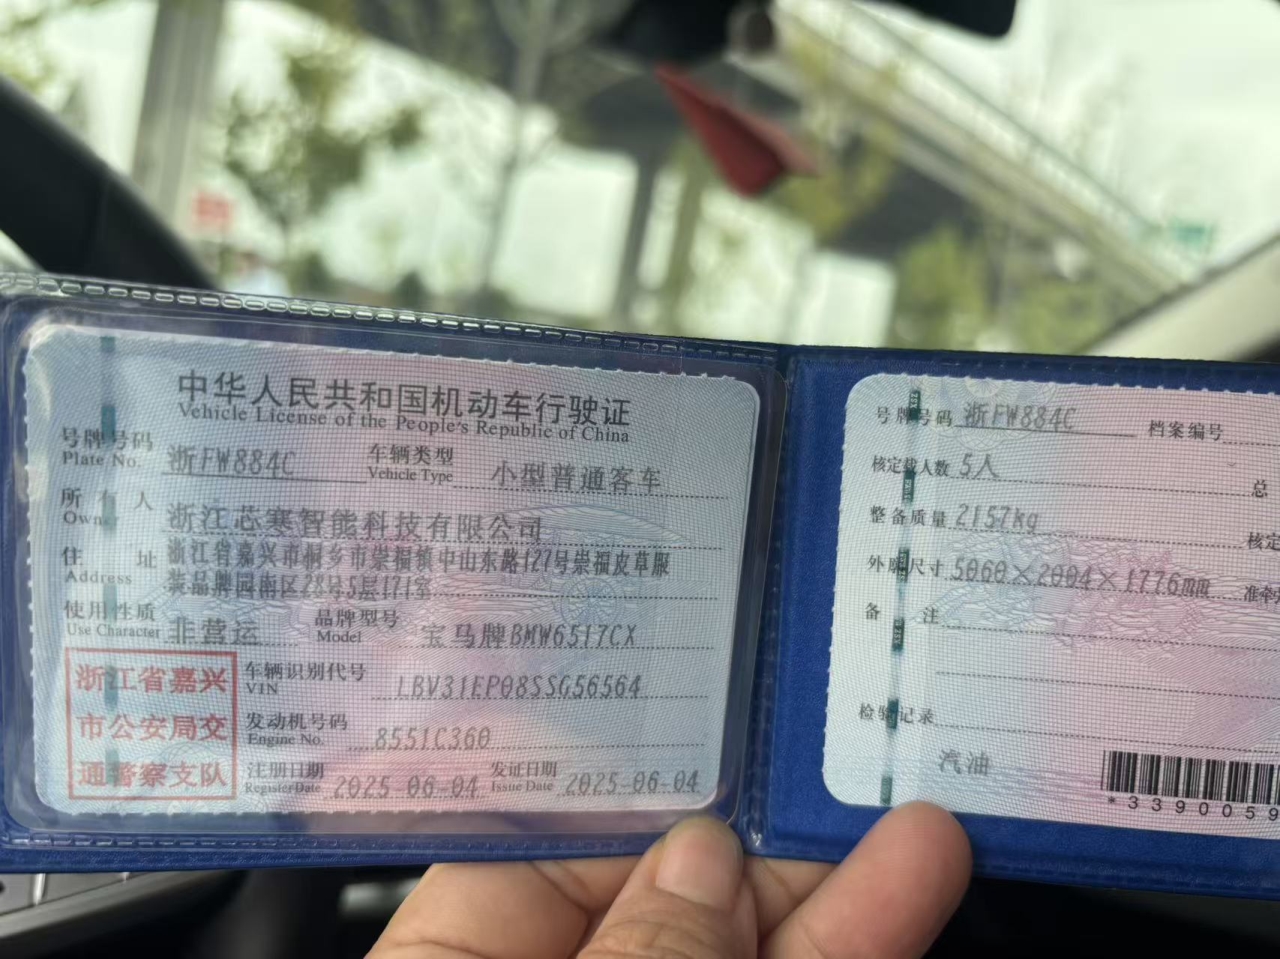 中华人民共和国机动车行驶证
Vehicle License of the People's Republic of China
号牌号码 浙FW884C 车辆类型 小型普通客车
Plate No. Vehicle Type
所有人 浙江芯寒智能科技有限公司
Owner
住址 浙江省嘉兴市桐乡市崇福镇中山东路127号崇福皮草服
Address 装品牌园南区28号5层171室
使用性质 非营运 品牌型号 宝马牌BMW6517CX
Use Character Model
浙江省嘉兴
市公安局交
通警察支队
车辆识别代号 LBV31EP08SSG56564
VIN
发动机号码 8551C360
Engine No.
注册日期 2025-06-04 发证日期 2025-06-04
Register Date Issue Date
号牌号码 浙FW884C 档案编号
核定载人数 5人 总
整备质量 2157kg 核定
外廓尺寸 5060×2004×1776mm 准牵
备注
检验记录
汽油
*3390059